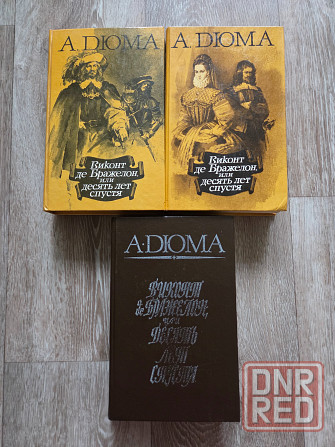 А. ДЮМА
Виконт
де Бражелон,
или
десять лет
спустя
А. ДЮМА
Виконт
де Бражелон,
или
десять лет
спустя
А·ДЮМА
ВИКОНТ
де БРАЖЕЛОН,
или
ДЕСЯТЬ
ЛЕТ
СПУСТЯ
DNR
RED